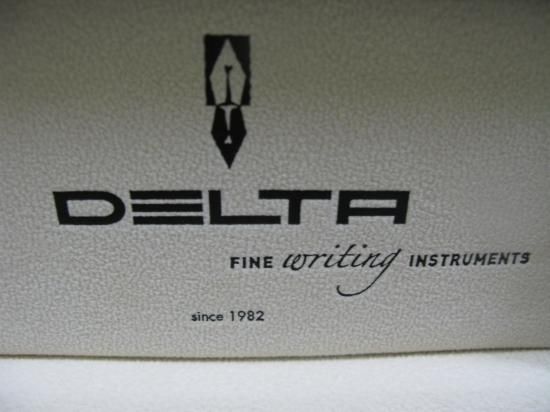 DELTA
FINE writing INSTRUMENTS
since 1982